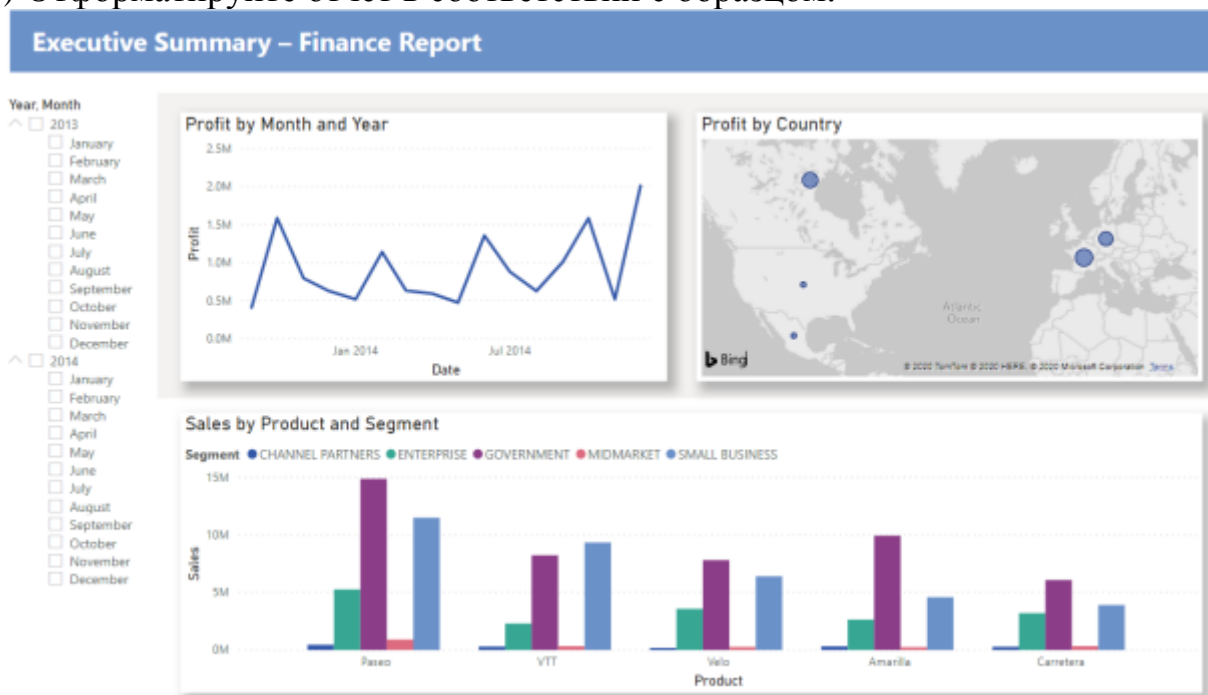 ) Отформатируйте отчет в соответствии с образцом.
Executive Summary – Finance Report
Year, Month
2013
January
February
March
April
May
June
July
August
September
October
November
December
2014
January
February
March
April
May
June
July
August
September
October
November
December
Profit by Month and Year
2.5M
2.0M
1.5M
1.0M
0.5M
0.0M
Profit
Jan 2014 Jul 2014
Date
Profit by Country
Atlantic
Ocean
Bing
© 2020 TomTom © 2020 HERE, © 2020 Microsoft Corporation Terms
Sales by Product and Segment
Segment CHANNEL PARTNERS ENTERPRISE GOVERNMENT MIDMARKET SMALL BUSINESS
15M
10M
5M
0M
Sales
Paseo VTT Velo Amarilla Carretera
Product